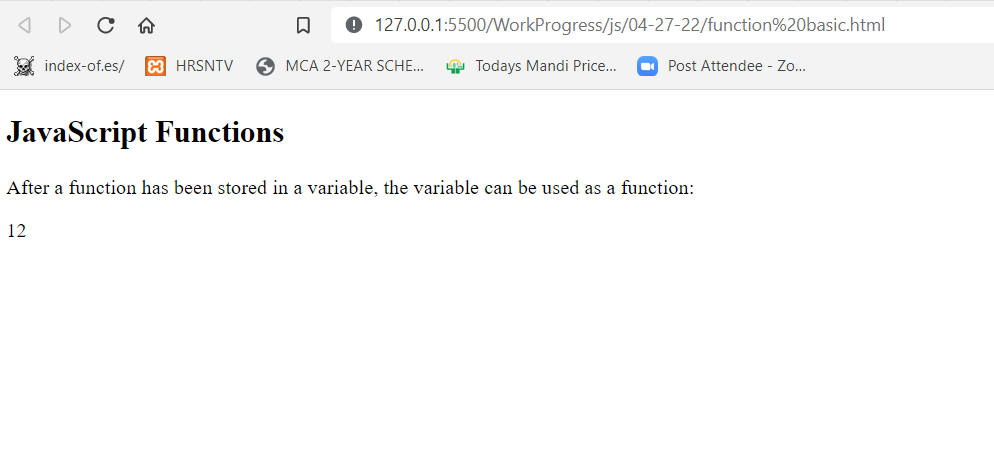 127.0.0.1:5500/WorkProgress/js/04-27-22/function%20basic.html
index-of.es/ HRSNTV MCA 2-YEAR SCHE... Todays Mandi Price... Post Attendee - Zo...
JavaScript Functions
After a function has been stored in a variable, the variable can be used as a function:
12